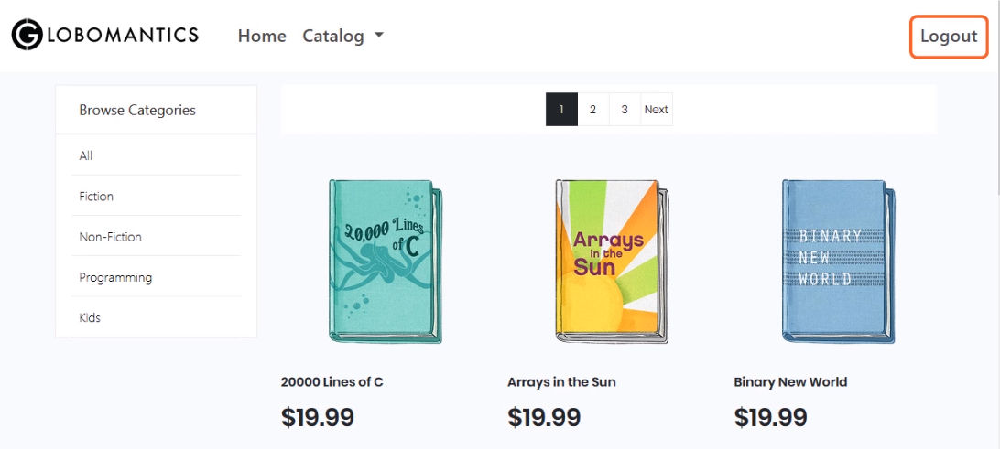 GLOBOMANTICS
Home Catalog
Logout
Browse Categories
All
Fiction
Non-Fiction
Programming
Kids
1 2 3 Next
20,000 Lines
of C
Arrays
in the
Sun
BINARY
NEW
WORLD
20000 Lines of C
Arrays in the Sun
Binary New World
$19.99
$19.99
$19.99